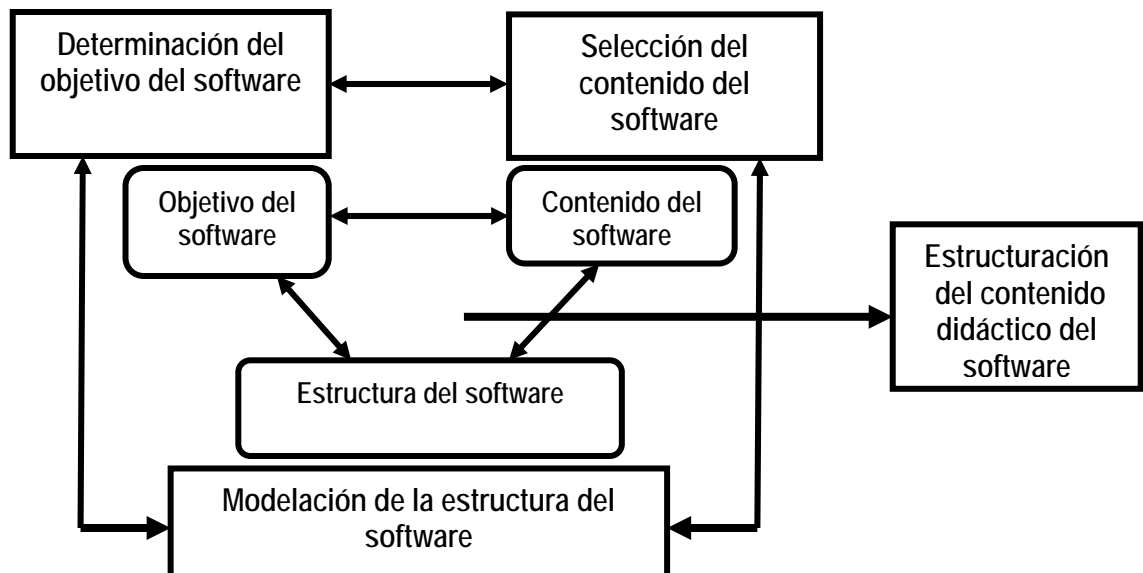 Determinación del
objetivo del software
Selección del
contenido del
software
Objetivo del
software
Contenido del
software
Estructuración
del contenido
didáctico del
software
Estructura del software
Modelación de la estructura del
software